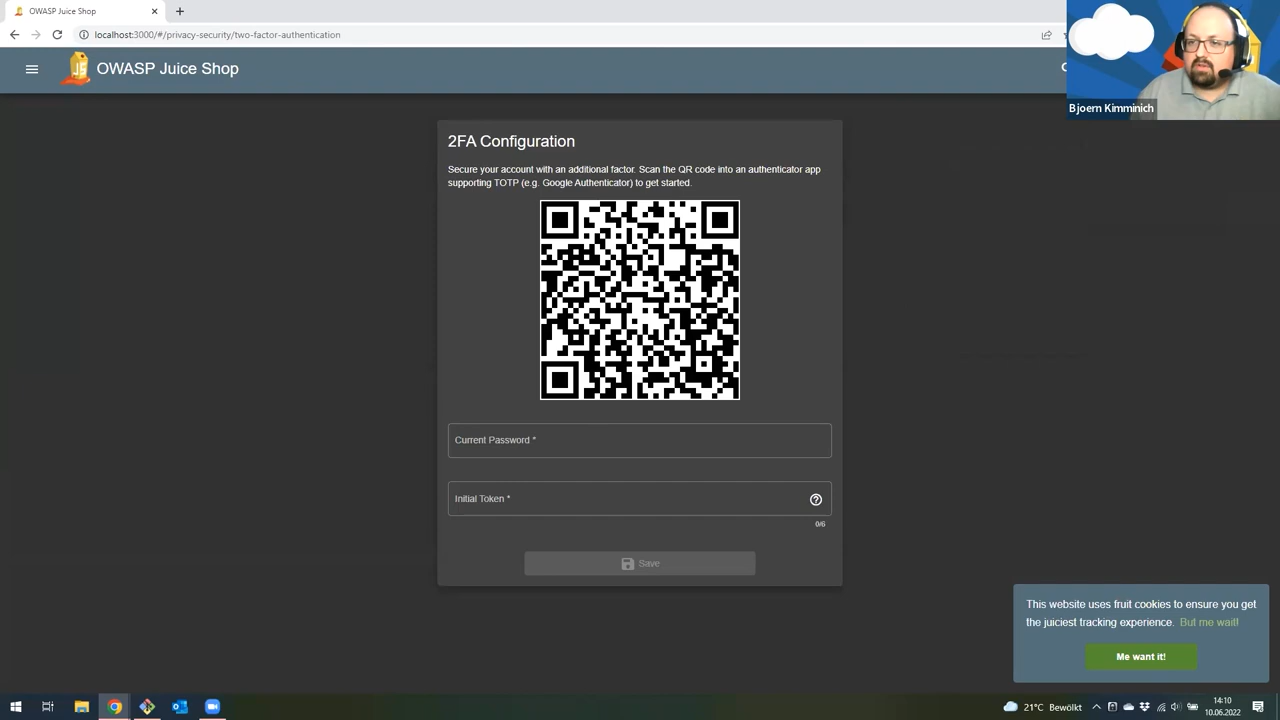 OWASP Juice Shop
localhost:3000/#/privacy-security/two-factor-authentication
OWASP Juice Shop
Bjoern Kimminich
2FA Configuration
Secure your account with an additional factor. Scan the QR code into an authenticator app
supporting TOTP (e.g. Google Authenticator) to get started.
Current Password *
Initial Token *
0/6
Save
This website uses fruit cookies to ensure you get
the juiciest tracking experience. But me wait!
Me want it!
21°C Bewölkt
14:10
10.06.2022